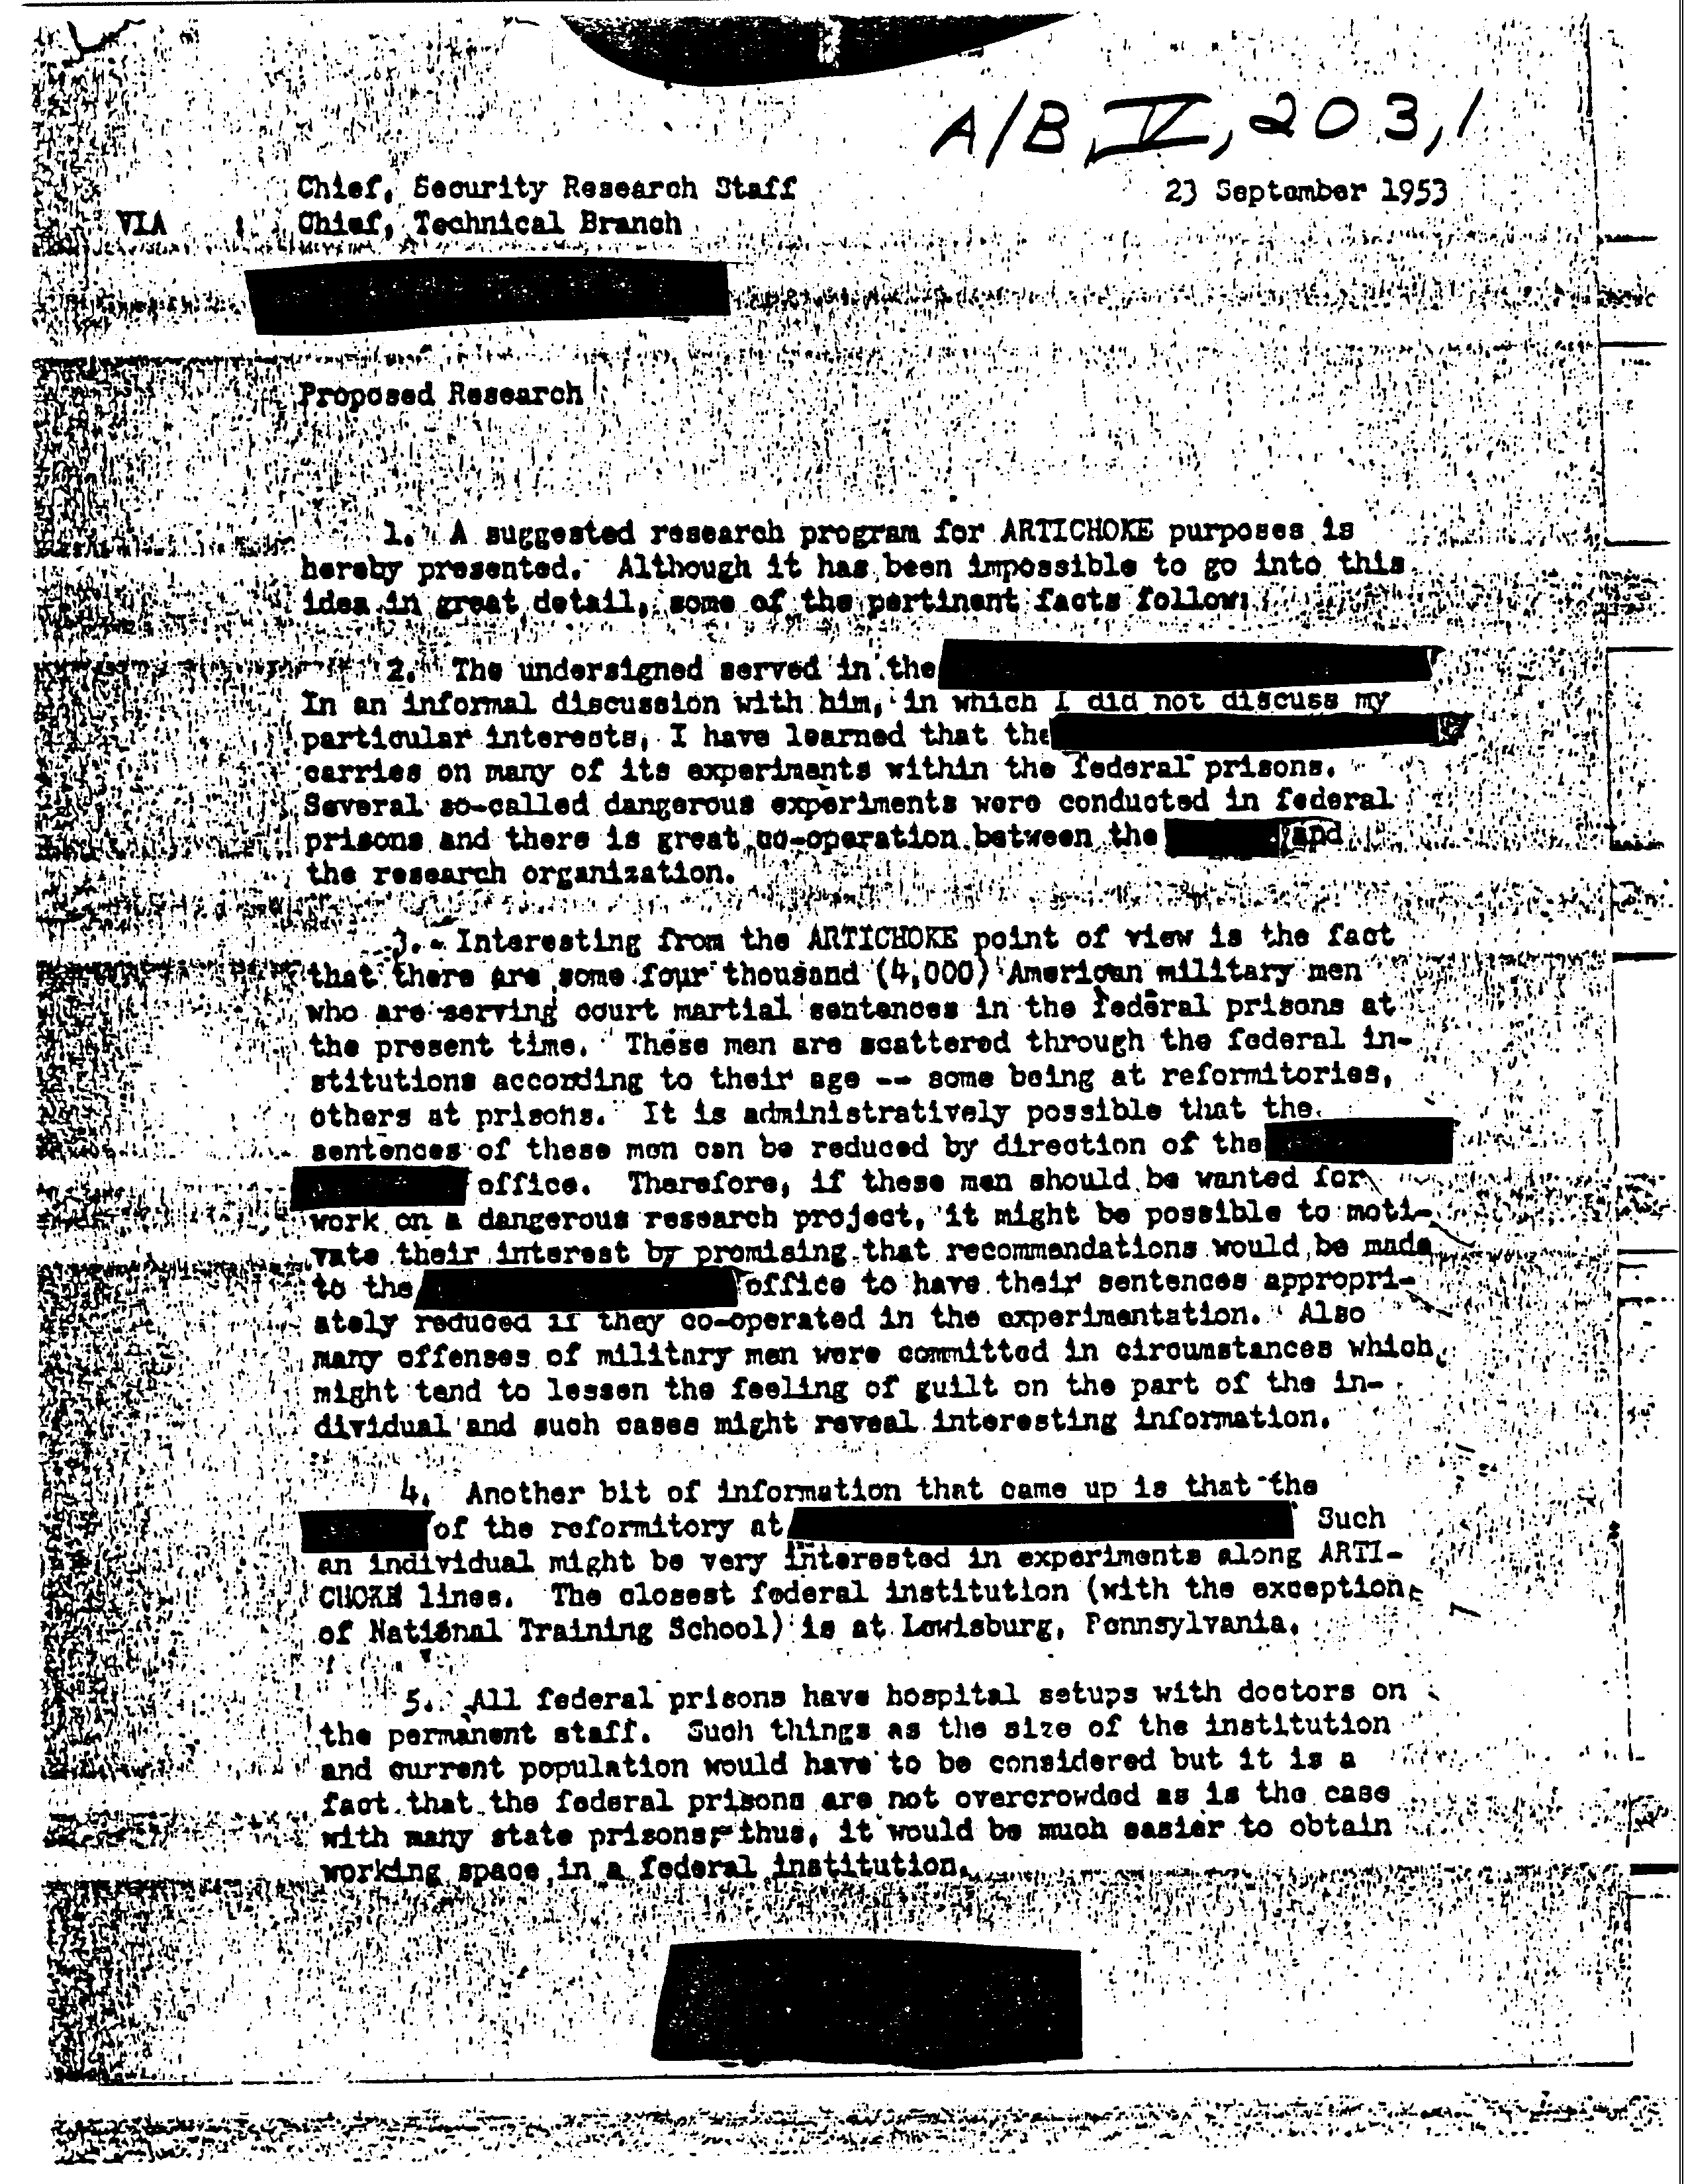 A/B, IV, 203, 1
Chief, Security Research Staff
23 September 1953
VIA : Chief, Technical Branch
Proposed Research
1. A suggested research program for ARTICHOKE purposes is
hereby presented. Although it has been impossible to go into this
idea in great detail, some of the pertinent facts follow:
2. The undersigned served in the
In an informal discussion with him, in which I did not discuss my
particular interests, I have learned that the
carries on many of its experiments within the federal prisons.
Several so-called dangerous experiments were conducted in federal
prisons and there is great co-operation between the and
the research organization.
3. Interesting from the ARTICHOKE point of view is the fact
that there are some four thousand (4,000) American military men
who are serving court martial sentences in the federal prisons at
the present time. These men are scattered through the federal in-
stitutions according to their age -- some being at reformitories,
others at prisons. It is administratively possible that the
sentences of these men can be reduced by direction of the
office. Therefore, if these men should be wanted for
work on a dangerous research project, it might be possible to moti-
vate their interest by promising that recommendations would be made
to the office to have their sentences appropri-
ately reduced if they co-operated in the experimentation. Also
many offenses of military men were committed in circumstances which
might tend to lessen the feeling of guilt on the part of the in-
dividual and such cases might reveal interesting information.
4. Another bit of information that came up is that the
of the reformitory at Such
an individual might be very interested in experiments along ARTI-
CHOKE lines. The closest federal institution (with the exception
of National Training School) is at Lewisburg, Pennsylvania.
5. All federal prisons have hospital setups with doctors on
the permanent staff. Such things as the size of the institution
and current population would have to be considered but it is a
fact that the federal prisons are not overcrowded as is the case
with many state prisons; thus, it would be much easier to obtain
working space in a federal institution.